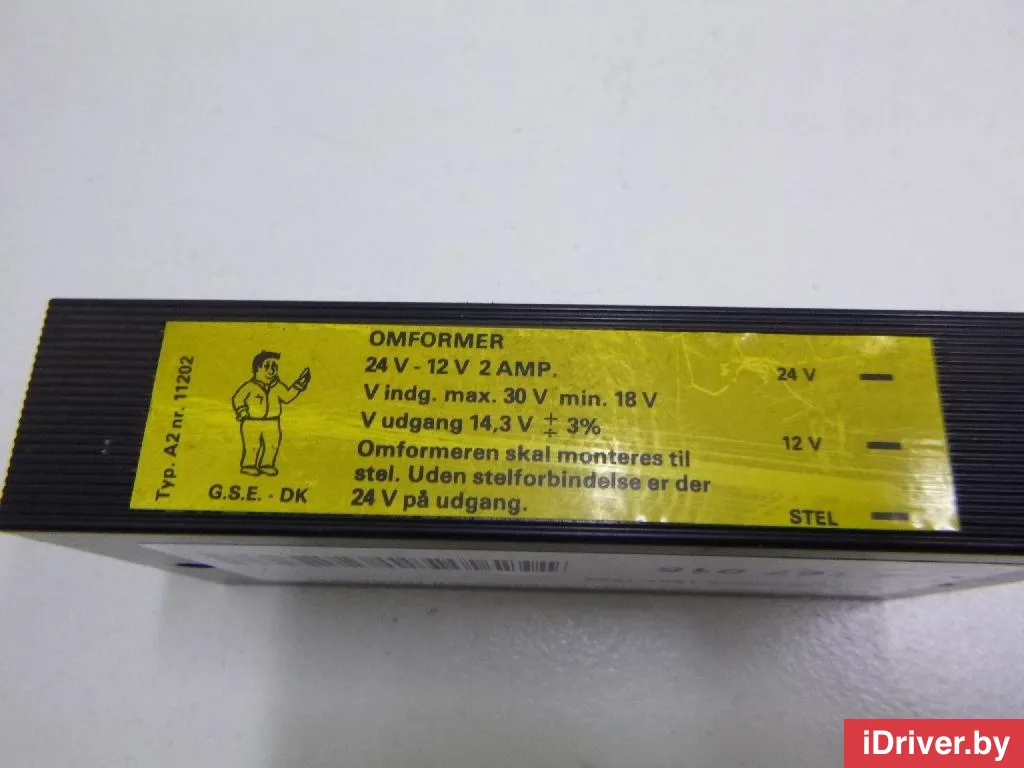 Typ. A2 nr. 11202
G.S.E. - DK
OMFORMER
24 V - 12 V 2 AMP.
V indg. max. 30 V min. 18 V
V udgang 14,3 V ± 3%
Omformeren skal monteres til
stel. Uden stelforbindelse er der
24 V på udgang.
24 V
12 V
STEL
iDriver.by